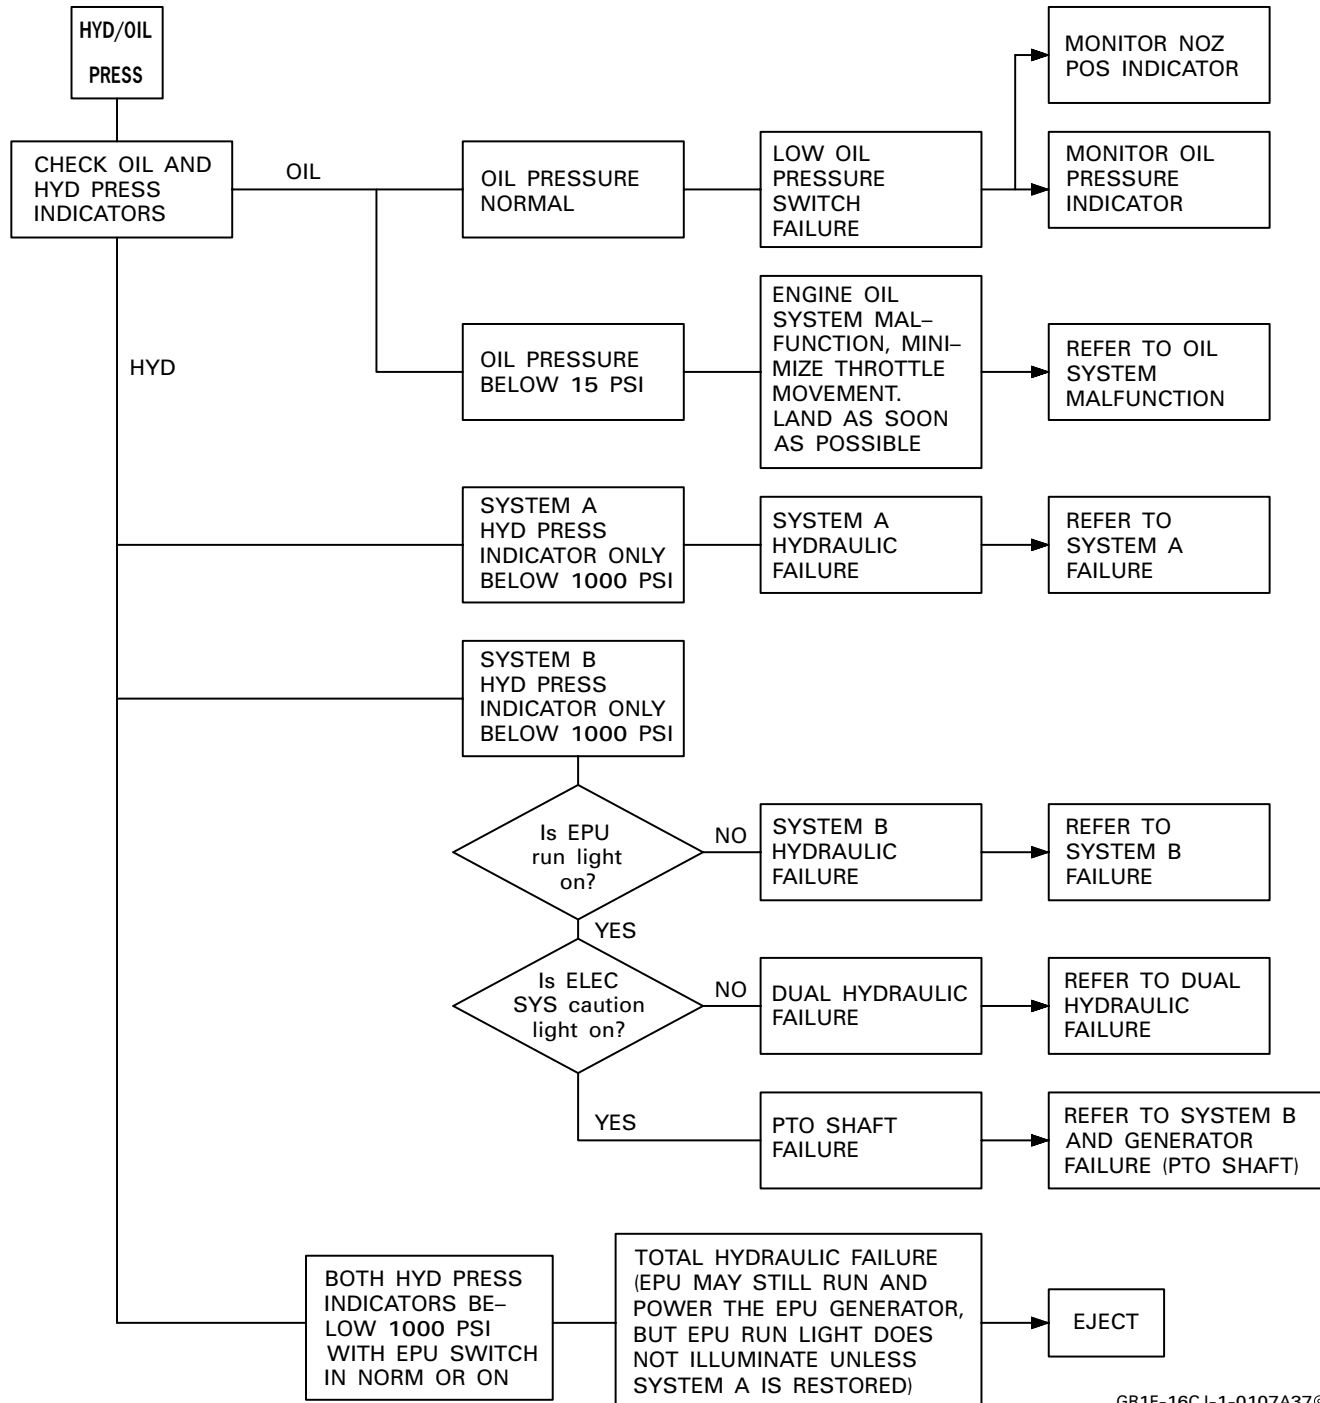 HYD/OIL
PRESS
CHECK OIL AND
HYD PRESS
INDICATORS
OIL
HYD
OIL PRESSURE
NORMAL
LOW OIL
PRESSURE
SWITCH
FAILURE
MONITOR NOZ
POS INDICATOR
MONITOR OIL
PRESSURE
INDICATOR
OIL PRESSURE
BELOW 15 PSI
ENGINE OIL
SYSTEM MAL–
FUNCTION, MINI–
MIZE THROTTLE
MOVEMENT.
LAND AS SOON
AS POSSIBLE
REFER TO OIL
SYSTEM
MALFUNCTION
SYSTEM A
HYD PRESS
INDICATOR ONLY
BELOW 1000 PSI
SYSTEM A
HYDRAULIC
FAILURE
REFER TO
SYSTEM A
FAILURE
SYSTEM B
HYD PRESS
INDICATOR ONLY
BELOW 1000 PSI
Is EPU
run light
on?
NO
SYSTEM B
HYDRAULIC
FAILURE
REFER TO
SYSTEM B
FAILURE
YES
Is ELEC
SYS caution
light on?
NO
DUAL HYDRAULIC
FAILURE
REFER TO DUAL
HYDRAULIC
FAILURE
YES
PTO SHAFT
FAILURE
REFER TO SYSTEM B
AND GENERATOR
FAILURE (PTO SHAFT)
BOTH HYD PRESS
INDICATORS BE–
LOW 1000 PSI
WITH EPU SWITCH
IN NORM OR ON
TOTAL HYDRAULIC FAILURE
(EPU MAY STILL RUN AND
POWER THE EPU GENERATOR,
BUT EPU RUN LIGHT DOES
NOT ILLUMINATE UNLESS
SYSTEM A IS RESTORED)
EJECT